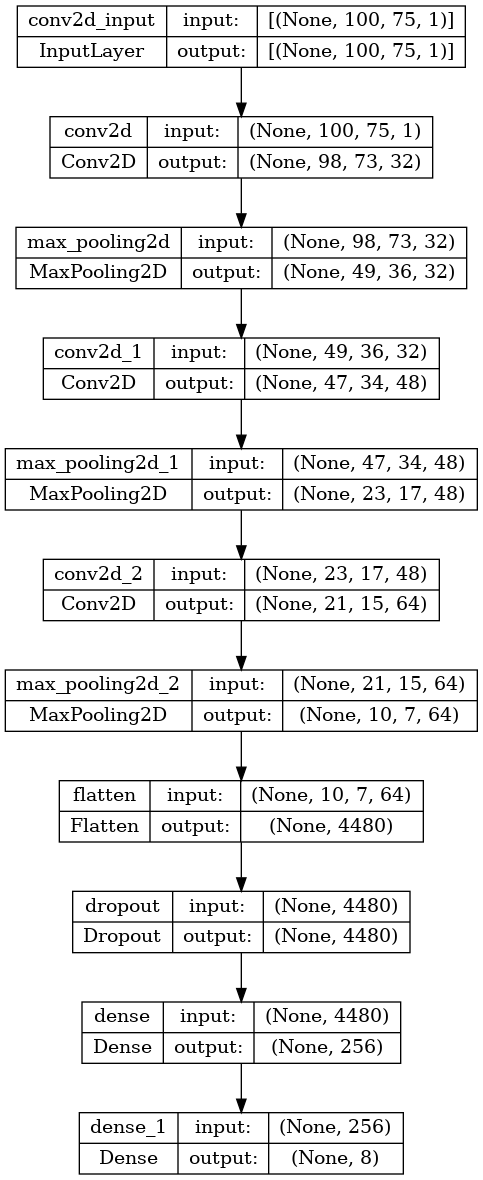 conv2d_input input: [(None, 100, 75, 1)]
InputLayer output: [(None, 100, 75, 1)]
conv2d input: (None, 100, 75, 1)
Conv2D output: (None, 98, 73, 32)
max_pooling2d input: (None, 98, 73, 32)
MaxPooling2D output: (None, 49, 36, 32)
conv2d_1 input: (None, 49, 36, 32)
Conv2D output: (None, 47, 34, 48)
max_pooling2d_1 input: (None, 47, 34, 48)
MaxPooling2D output: (None, 23, 17, 48)
conv2d_2 input: (None, 23, 17, 48)
Conv2D output: (None, 21, 15, 64)
max_pooling2d_2 input: (None, 21, 15, 64)
MaxPooling2D output: (None, 10, 7, 64)
flatten input: (None, 10, 7, 64)
Flatten output: (None, 4480)
dropout input: (None, 4480)
Dropout output: (None, 4480)
dense input: (None, 4480)
Dense output: (None, 256)
dense_1 input: (None, 256)
Dense output: (None, 8)